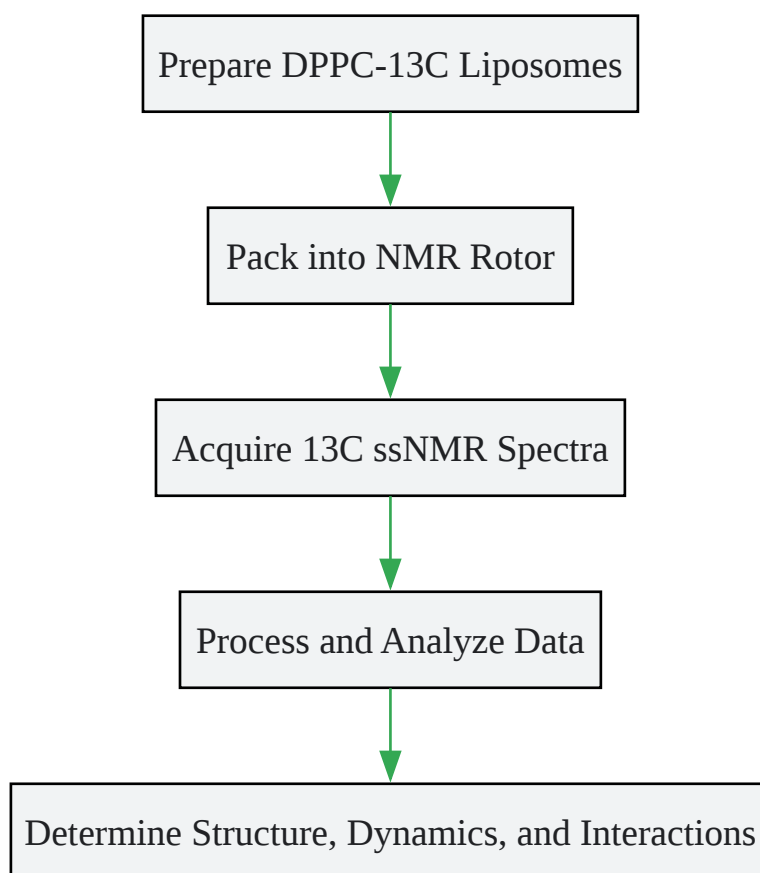 Prepare DPPC-13C Liposomes
Pack into NMR Rotor
Acquire 13C ssNMR Spectra
Process and Analyze Data
Determine Structure, Dynamics, and Interactions